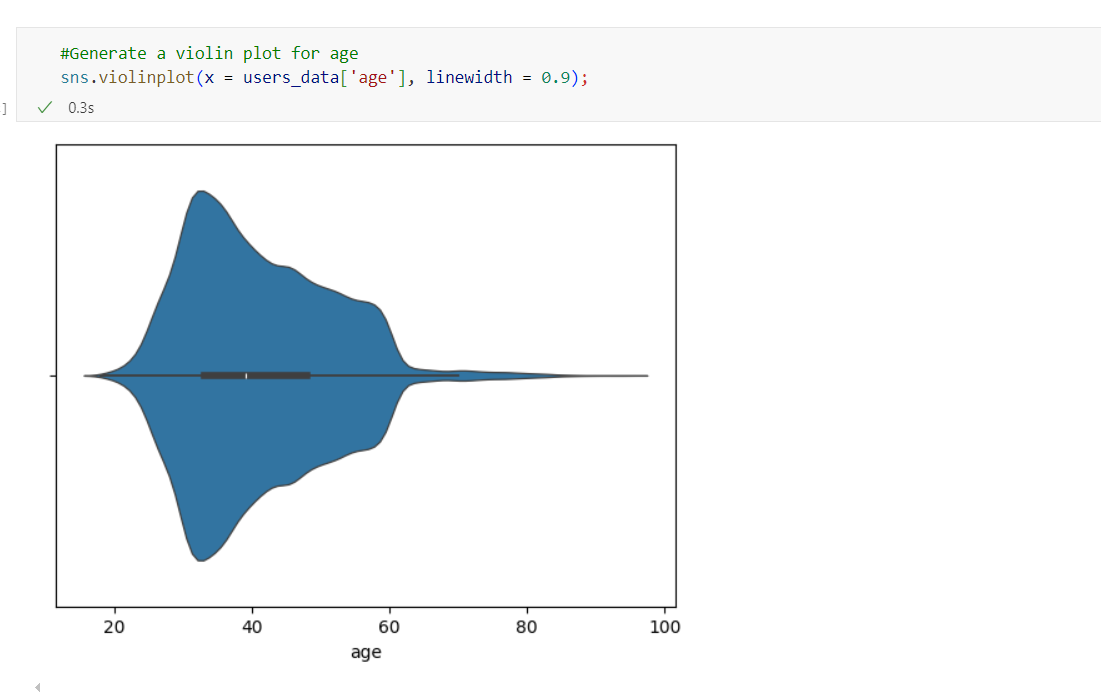 #Generate a violin plot for age
sns.violinplot(x = users_data['age'], linewidth = 0.9);
]
0.3s
20 40 60 80 100
age